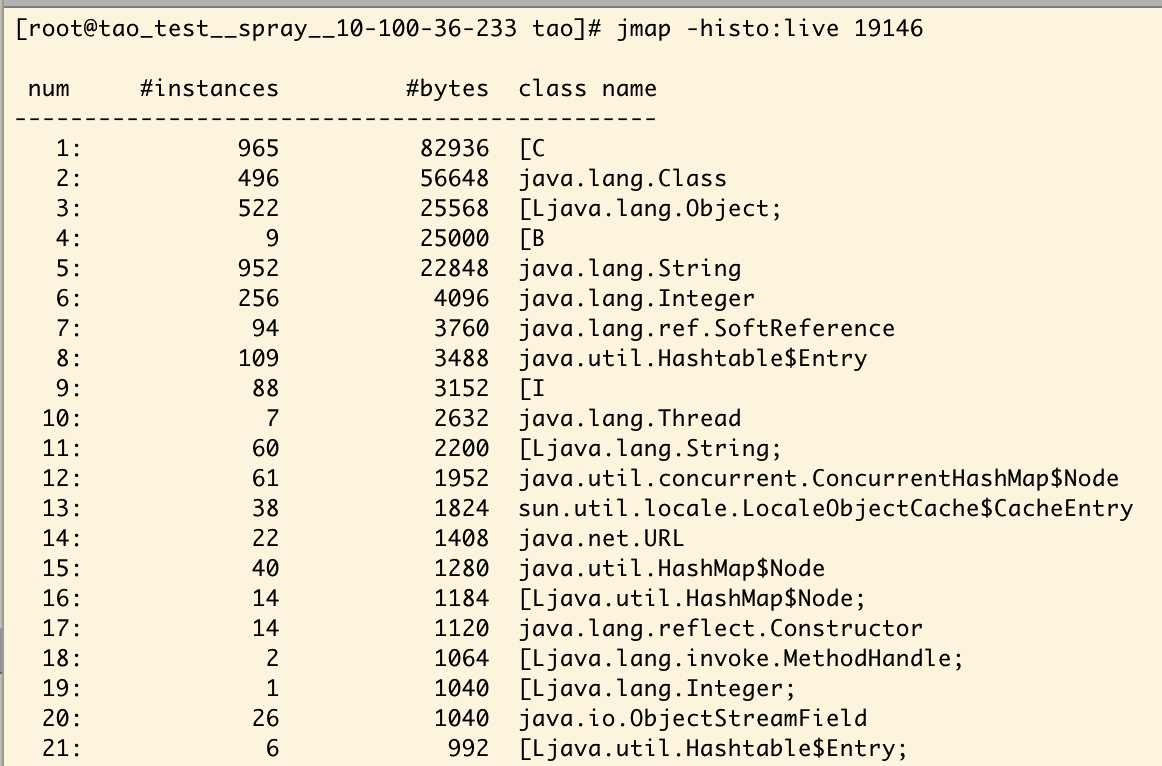 [root@tao_test__spray__10-100-36-233 tao]# jmap -histo:live 19146
 num     #instances         #bytes  class name
----------------------------------------------
   1:           965          82936  [C
   2:           496          56648  java.lang.Class
   3:           522          25568  [Ljava.lang.Object;
   4:             9          25000  [B
   5:           952          22848  java.lang.String
   6:           256           4096  java.lang.Integer
   7:            94           3760  java.lang.ref.SoftReference
   8:           109           3488  java.util.Hashtable$Entry
   9:            88           3152  [I
  10:             7           2632  java.lang.Thread
  11:            60           2200  [Ljava.lang.String;
  12:            61           1952  java.util.concurrent.ConcurrentHashMap$Node
  13:            38           1824  sun.util.locale.LocaleObjectCache$CacheEntry
  14:            22           1408  java.net.URL
  15:            40           1280  java.util.HashMap$Node
  16:            14           1184  [Ljava.util.HashMap$Node;
  17:            14           1120  java.lang.reflect.Constructor
  18:             2           1064  [Ljava.lang.invoke.MethodHandle;
  19:             1           1040  [Ljava.lang.Integer;
  20:            26           1040  java.io.ObjectStreamField
  21:             6            992  [Ljava.util.Hashtable$Entry;